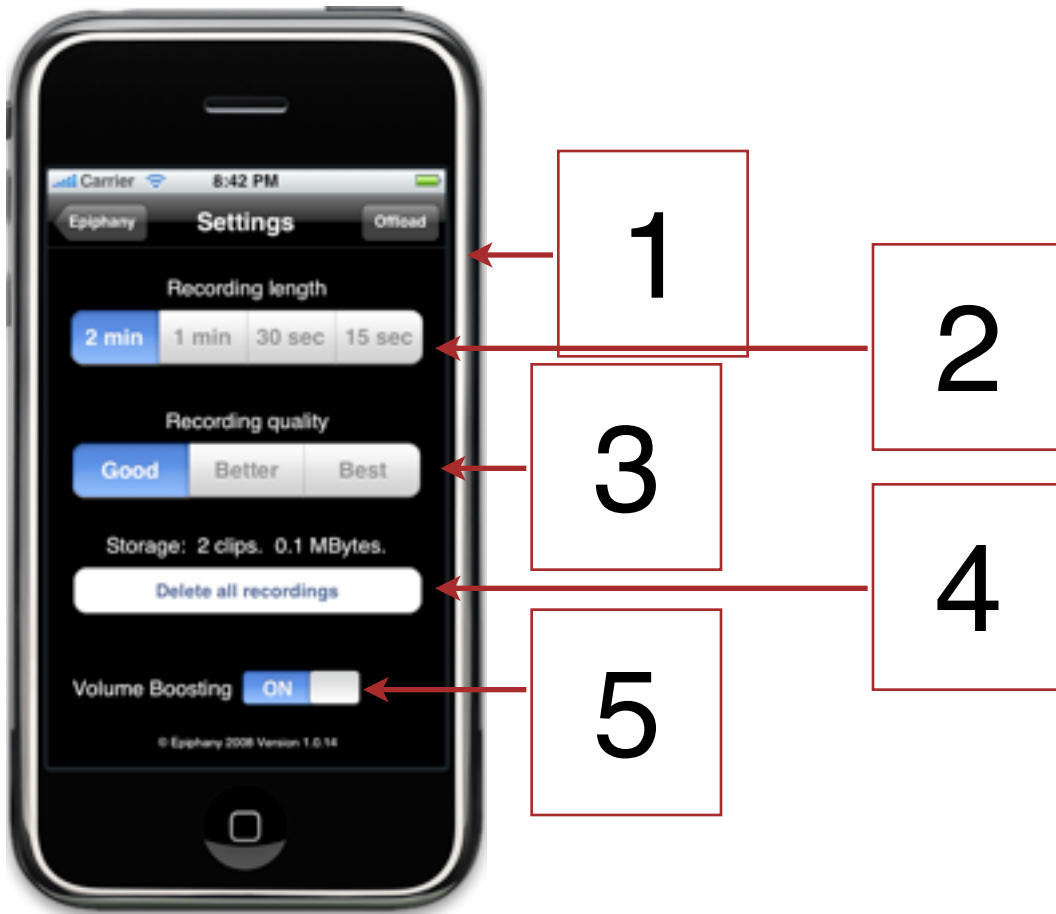 Carrier 8:42 PM
Epiphany Settings Offload
1
Recording length
2 min 1 min 30 sec 15 sec
2
Recording quality
Good Better Best
3
Storage: 2 clips. 0.1 MBytes.
Delete all recordings
4
Volume Boosting ON
5
© Epiphany 2008 Version 1.0.14